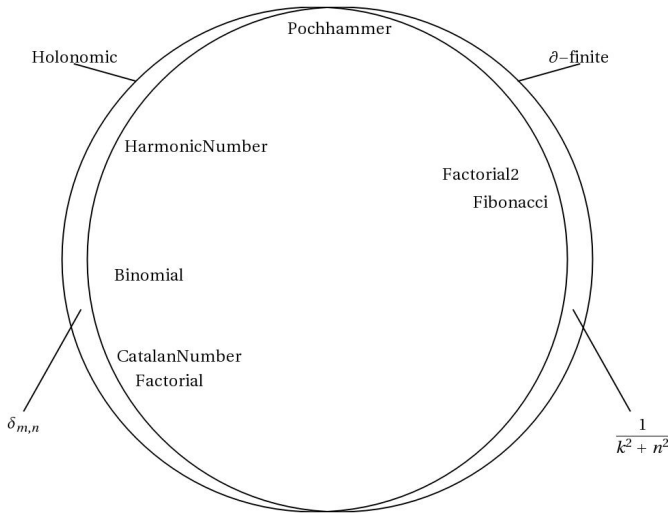 Pochhammer
Holonomic
∂–finite
HarmonicNumber
Factorial2
Fibonacci
Binomial
CatalanNumber
Factorial
δm,n
1
k² + n²